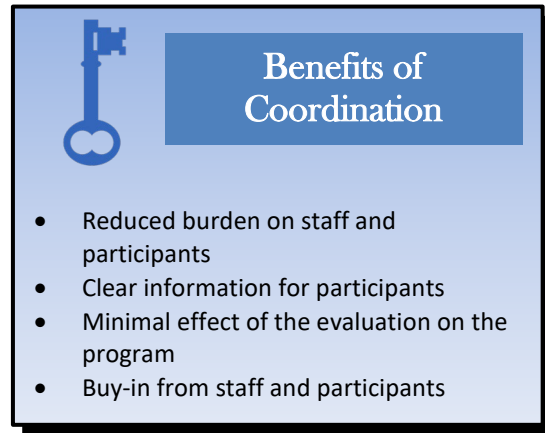 Benefits of
Coordination
• Reduced burden on staff and
participants
• Clear information for participants
• Minimal effect of the evaluation on the
program
• Buy-in from staff and participants